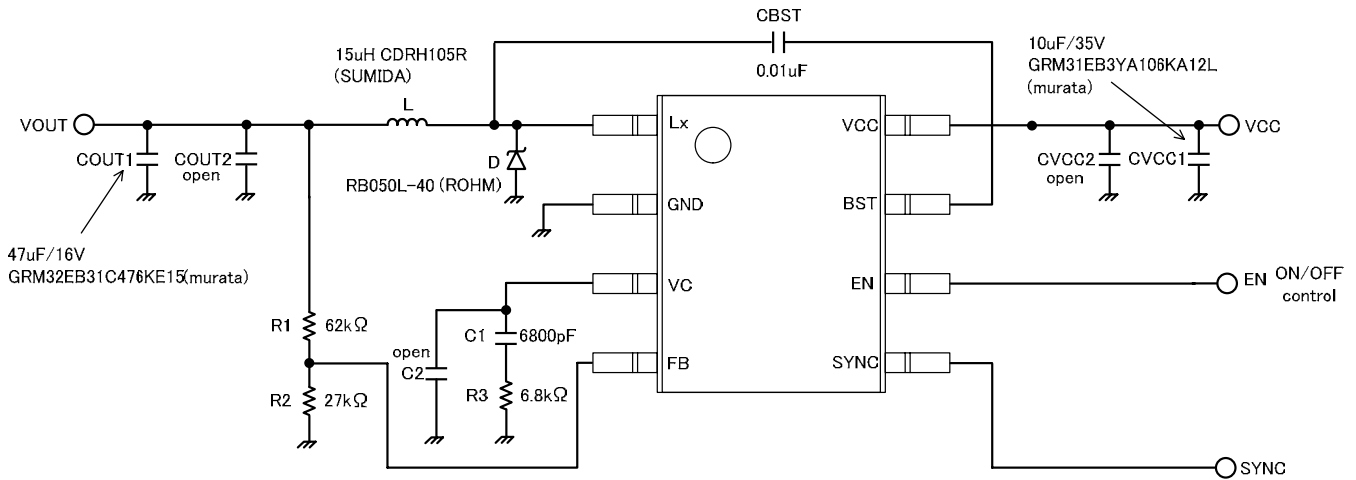 CBST
0.01uF
15uH CDRH105R
(SUMIDA)
L
10uF/35V
GRM31EB3YA106KA12L
(murata)
VOUT
COUT1
COUT2
open
D
RB050L-40 (ROHM)
47uF/16V
GRM32EB31C476KE15(murata)
Lx
GND
VC
FB
VCC
BST
EN
SYNC
VCC
CVCC2
open
CVCC1
EN
ON/OFF
control
R1
62kΩ
R2
27kΩ
open
C2
C1
6800pF
R3
6.8kΩ
SYNC